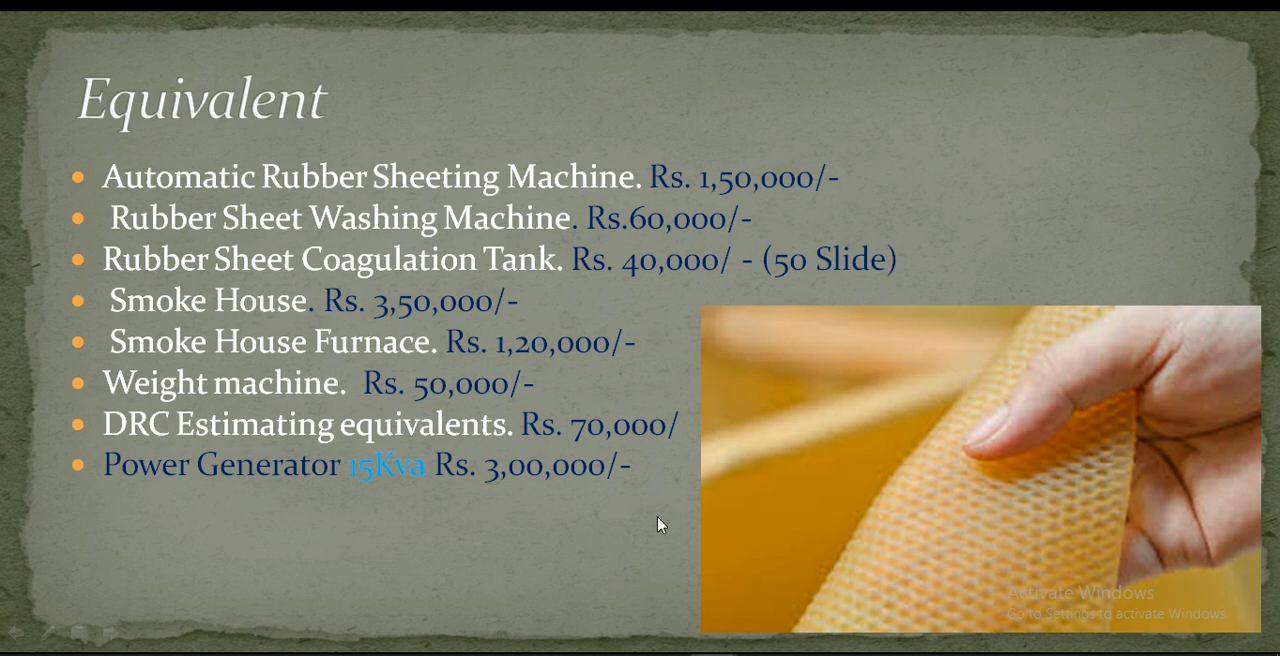 Equivalent
Automatic Rubber Sheeting Machine. Rs. 1,50,000/-
Rubber Sheet Washing Machine. Rs.60,000/-
Rubber Sheet Coagulation Tank. Rs. 40,000/ - (50 Slide)
Smoke House. Rs. 3,50,000/-
Smoke House Furnace. Rs. 1,20,000/-
Weight machine. Rs. 50,000/-
DRC Estimating equivalents. Rs. 70,000/
Power Generator 15Kva Rs. 3,00,000/-
Activate Windows
Go to Settings to activate Windows.